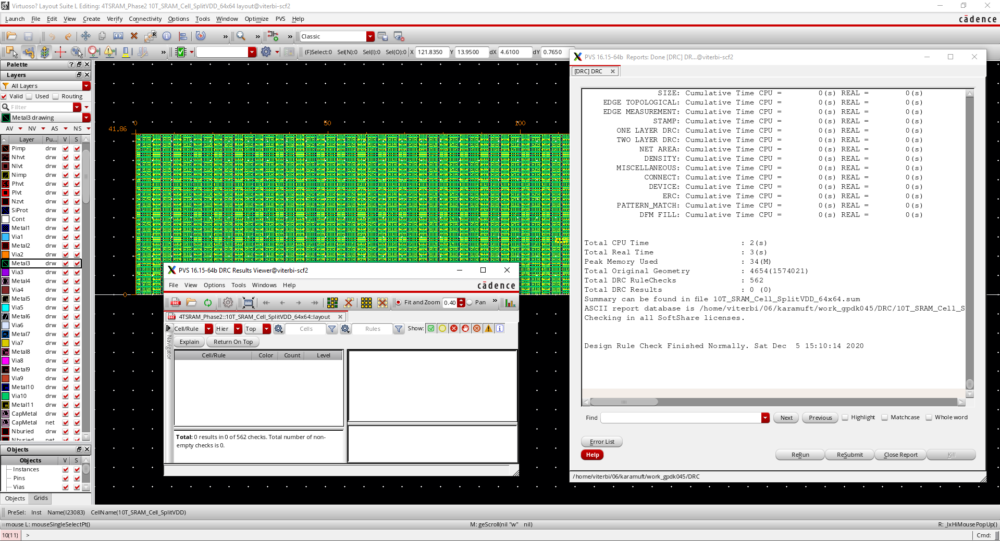 Virtuoso? Layout Suite L Editing: 4TSRAM_Phase2 10T_SRAM_Cell_SplitVDD_64x64 layout@viterbi-scf2
Launch File Edit View Create Verify Connectivity Options Tools Window Optimize PVS Help
cādence
Classic
(F)Select:0 Sel(N):0 Sel(I):0 Sel(O):0 X 121.8350 Y 13.9500 dX 4.6100 dY 0.7650
Palette
Layers
All Layers
Valid Used Routing
Filter
Metal3 drawing
AV NV AS NS
Layer Pu... V S
Pimp drw
Nhvt drw
Nlvt drw
Nimp drw
Phvt drw
Plvt drw
Nzvt drw
SiProt drw
Cont drw
Metal1 drw
Via1 drw
Metal2 drw
Via2 drw
Metal3 drw
Via3 drw
Metal4 drw
Via4 drw
Metal5 drw
Via5 drw
Metal6 drw
Via6 drw
Metal7 drw
Via7 drw
Metal8 drw
Via8 drw
Metal9 drw
Via9 drw
Metal10 drw
Via10 drw
Metal11 drw
CapMetal drw
CapMetal net
Nburied drw
Nburied net
Objects
Objects V S
Instances
Pins
Vias
Objects Grids
0 50 100
41.86
0
PVS 16.15-64b DRC Results Viewer@viterbi-scf2
File View Options Tools Windows Help
cādence
Fit and Zoom 0.40 Pan
4TSRAM_Phase2::10T_SRAM_Cell_SplitVDD_64x64::layout
Navigator
Cell/Rule Hier Top Cells Rules Show:
Explain Return On Top
Cell/Rule Color Count Level
Total: 0 results in 0 of 562 checks. Total number of non-
empty checks is 0.
PVS 16.15-64b Reports: Done [DRC] DR...@viterbi-scf2
[DRC] DRC
SIZE: Cumulative Time CPU = 0(s) REAL = 0(s)
EDGE TOPOLOGICAL: Cumulative Time CPU = 0(s) REAL = 0(s)
EDGE MEASUREMENT: Cumulative Time CPU = 0(s) REAL = 0(s)
STAMP: Cumulative Time CPU = 0(s) REAL = 0(s)
ONE LAYER DRC: Cumulative Time CPU = 0(s) REAL = 0(s)
TWO LAYER DRC: Cumulative Time CPU = 0(s) REAL = 0(s)
NET AREA: Cumulative Time CPU = 0(s) REAL = 0(s)
DENSITY: Cumulative Time CPU = 0(s) REAL = 0(s)
MISCELLANEOUS: Cumulative Time CPU = 0(s) REAL = 0(s)
CONNECT: Cumulative Time CPU = 0(s) REAL = 0(s)
DEVICE: Cumulative Time CPU = 0(s) REAL = 0(s)
ERC: Cumulative Time CPU = 0(s) REAL = 0(s)
PATTERN_MATCH: Cumulative Time CPU = 0(s) REAL = 0(s)
DFM FILL: Cumulative Time CPU = 0(s) REAL = 0(s)
Total CPU Time : 2(s)
Total Real Time : 3(s)
Peak Memory Used : 34(M)
Total Original Geometry : 4654(1574021)
Total DRC RuleChecks : 562
Total DRC Results : 0 (0)
Summary can be found in file 10T_SRAM_Cell_SplitVDD_64x64.sum
ASCII report database is /home/viterbi/06/karamuft/work_gpdk045/DRC/10T_SRAM_Cell_S
Checking in all SoftShare licenses.
Design Rule Check Finished Normally. Sat Dec 5 15:10:14 2020
Find Next Previous Highlight Matchcase Whole word
Error List
Help ReRun ReSubmit Close Report Kill
/home/viterbi/06/karamuft/work_gpdk045/DRC
PreSel: Inst Name(I23083) CellName(10T_SRAM_Cell_SplitVDD)
mouse L: mouseSingleSelectPt() M: geScroll(nil "w" nil) R: _lxHiMousePopUp()
10(11) > Cmd: